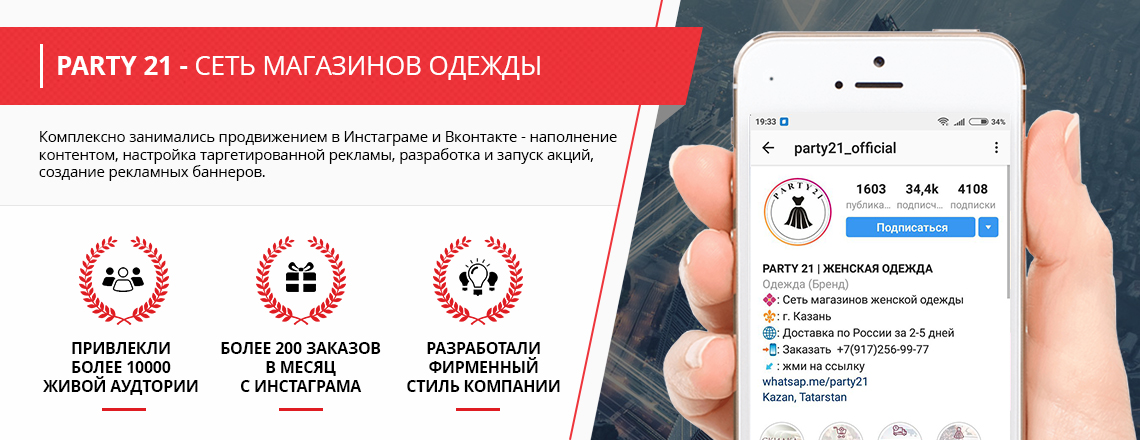 PARTY 21 - СЕТЬ МАГАЗИНОВ ОДЕЖДЫ
Комплексно занимались продвижением в Инстаграме и Вконтакте - наполнение
контентом, настройка таргетированной рекламы, разработка и запуск акций,
создание рекламных баннеров.
ПРИВЛЕКЛИ
БОЛЕЕ 10000
ЖИВОЙ АУДТОРИИ
БОЛЕЕ 200 ЗАКАЗОВ
В МЕСЯЦ
С ИНСТАГРАМА
РАЗРАБОТАЛИ
ФИРМЕННЫЙ
СТИЛЬ КОМПАНИИ
19:33 34%
party21_official
PARTY21
1603 34,4k 4108
публика... подписч... подписки
Подписаться
PARTY 21 | ЖЕНСКАЯ ОДЕЖДА
Одежда (Бренд)
: Сеть магазинов женской одежды
: г. Казань
: Доставка по России за 2-5 дней
: Заказать +7(917)256-99-77
: жми на ссылку
whatsap.me/party21
Kazan, Tatarstan